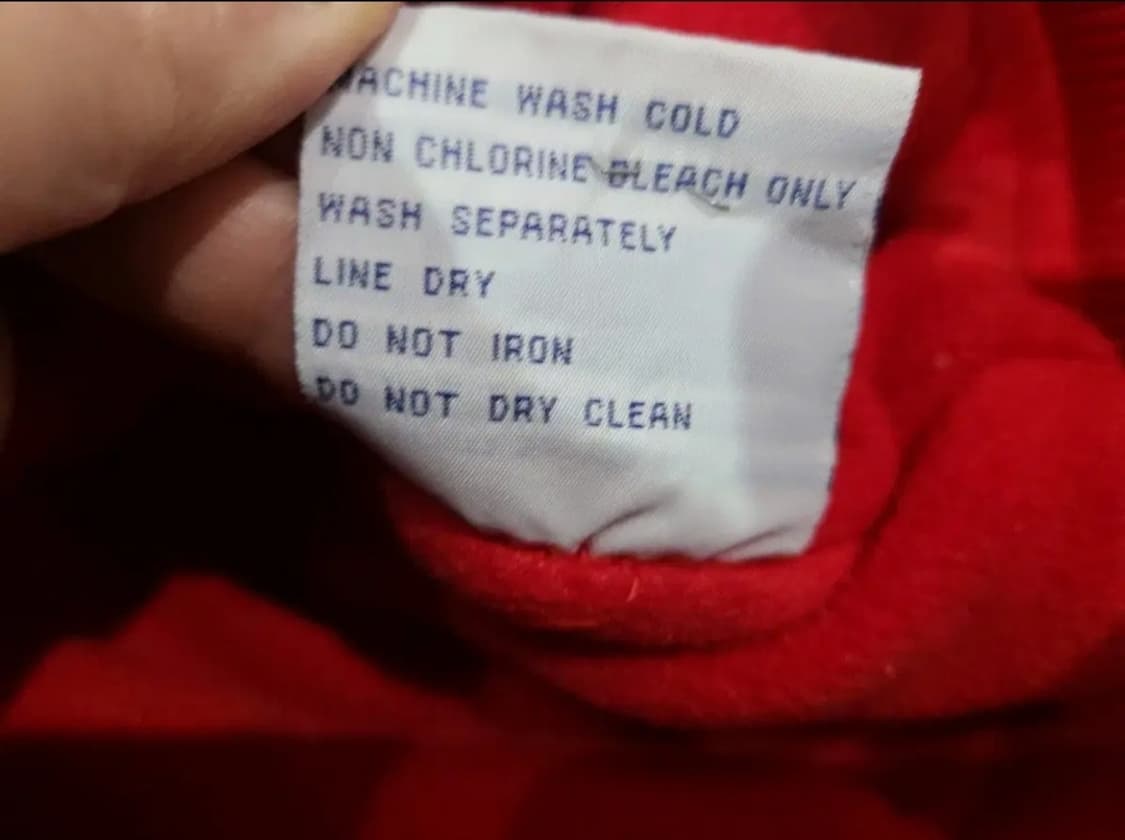 MACHINE WASH COLD
NON CHLORINE BLEACH ONLY
WASH SEPARATELY
LINE DRY
DO NOT IRON
DO NOT DRY CLEAN